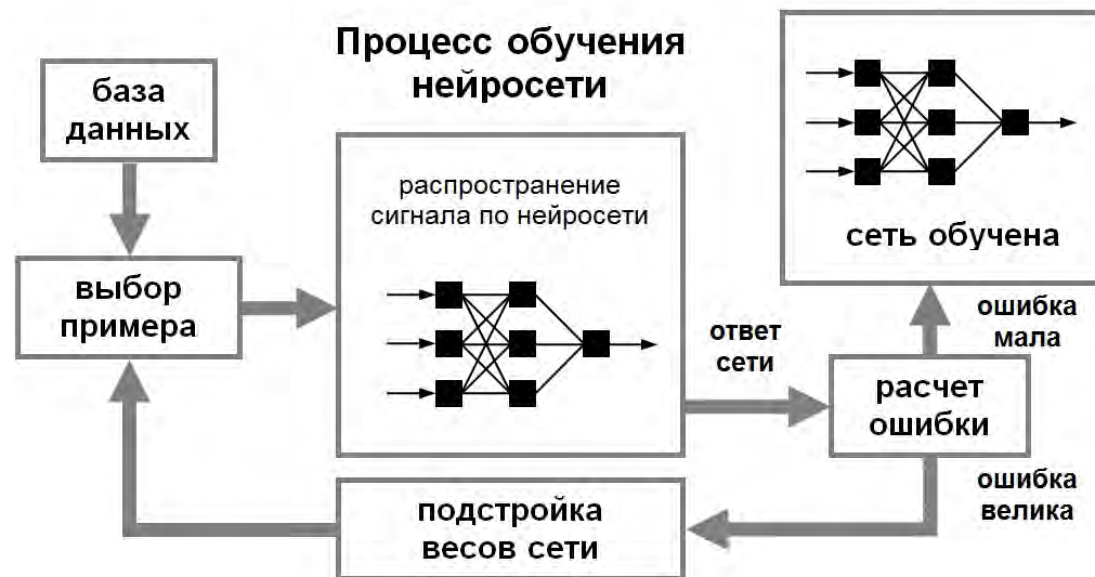 Процесс обучения
нейросети
база
данных
выбор
примера
распространение
сигнала по нейросети
ответ
сети
расчет
ошибки
ошибка
мала
сеть обучена
ошибка
велика
подстройка
весов сети